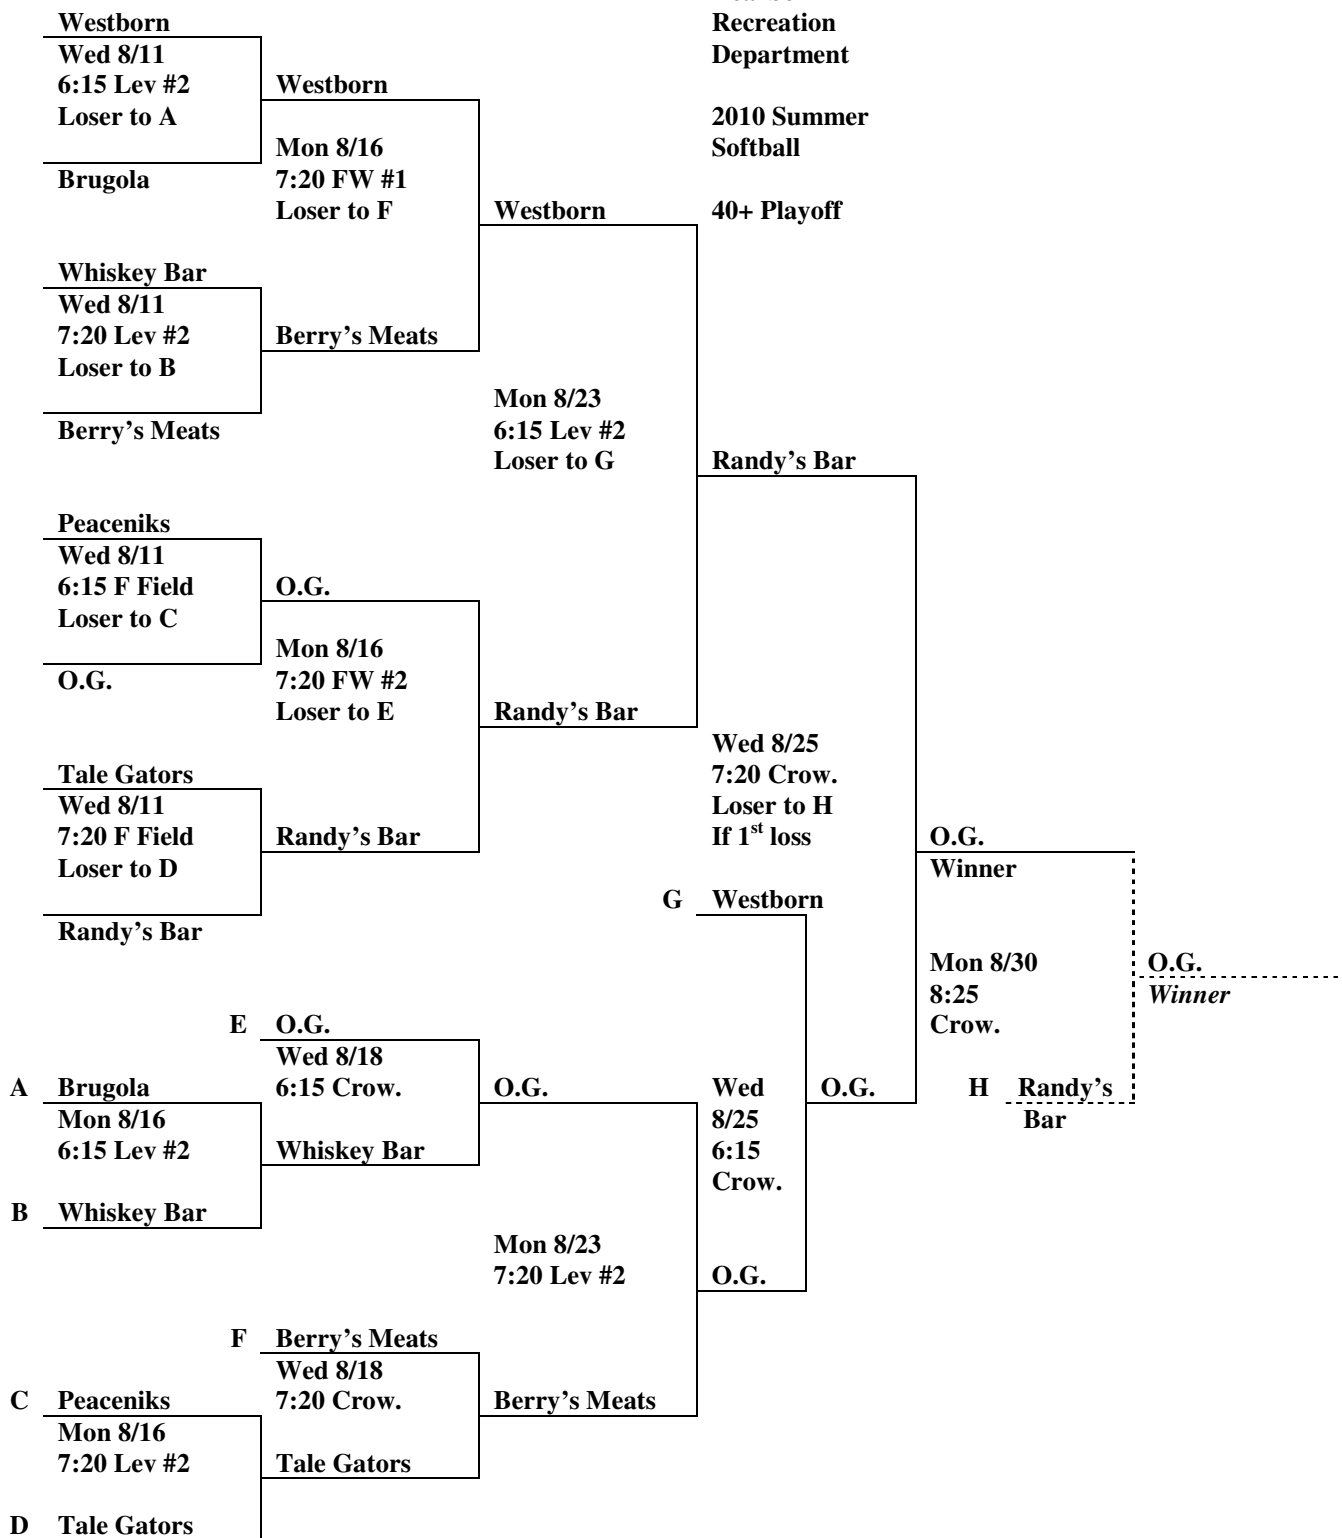 Westborn
Wed 8/11
6:15 Lev #2
Loser to A
Brugola
Whiskey Bar
Wed 8/11
7:20 Lev #2
Loser to B
Berry’s Meats
Peaceniks
Wed 8/11
6:15 F Field
Loser to C
O.G.
Tale Gators
Wed 8/11
7:20 F Field
Loser to D
Randy’s Bar
Westborn
Mon 8/16
7:20 FW #1
Loser to F
Berry’s Meats
O.G.
Mon 8/16
7:20 FW #2
Loser to E
Randy’s Bar
Westborn
Mon 8/23
6:15 Lev #2
Loser to G
Randy’s Bar
Recreation
Department
2010 Summer
Softball
40+ Playoff
Randy’s Bar
Wed 8/25
7:20 Crow.
Loser to H
If 1st loss
G Westborn
O.G.
Winner
Mon 8/30
8:25
Crow.
O.G.
Winner
H Randy’s
Bar
E O.G.
Wed 8/18
6:15 Crow.
Whiskey Bar
A Brugola
Mon 8/16
6:15 Lev #2
B Whiskey Bar
O.G.
Mon 8/23
7:20 Lev #2
Wed
8/25
6:15
Crow.
O.G.
O.G.
F Berry’s Meats
Wed 8/18
7:20 Crow.
Tale Gators
Berry’s Meats
C Peaceniks
Mon 8/16
7:20 Lev #2
D Tale Gators